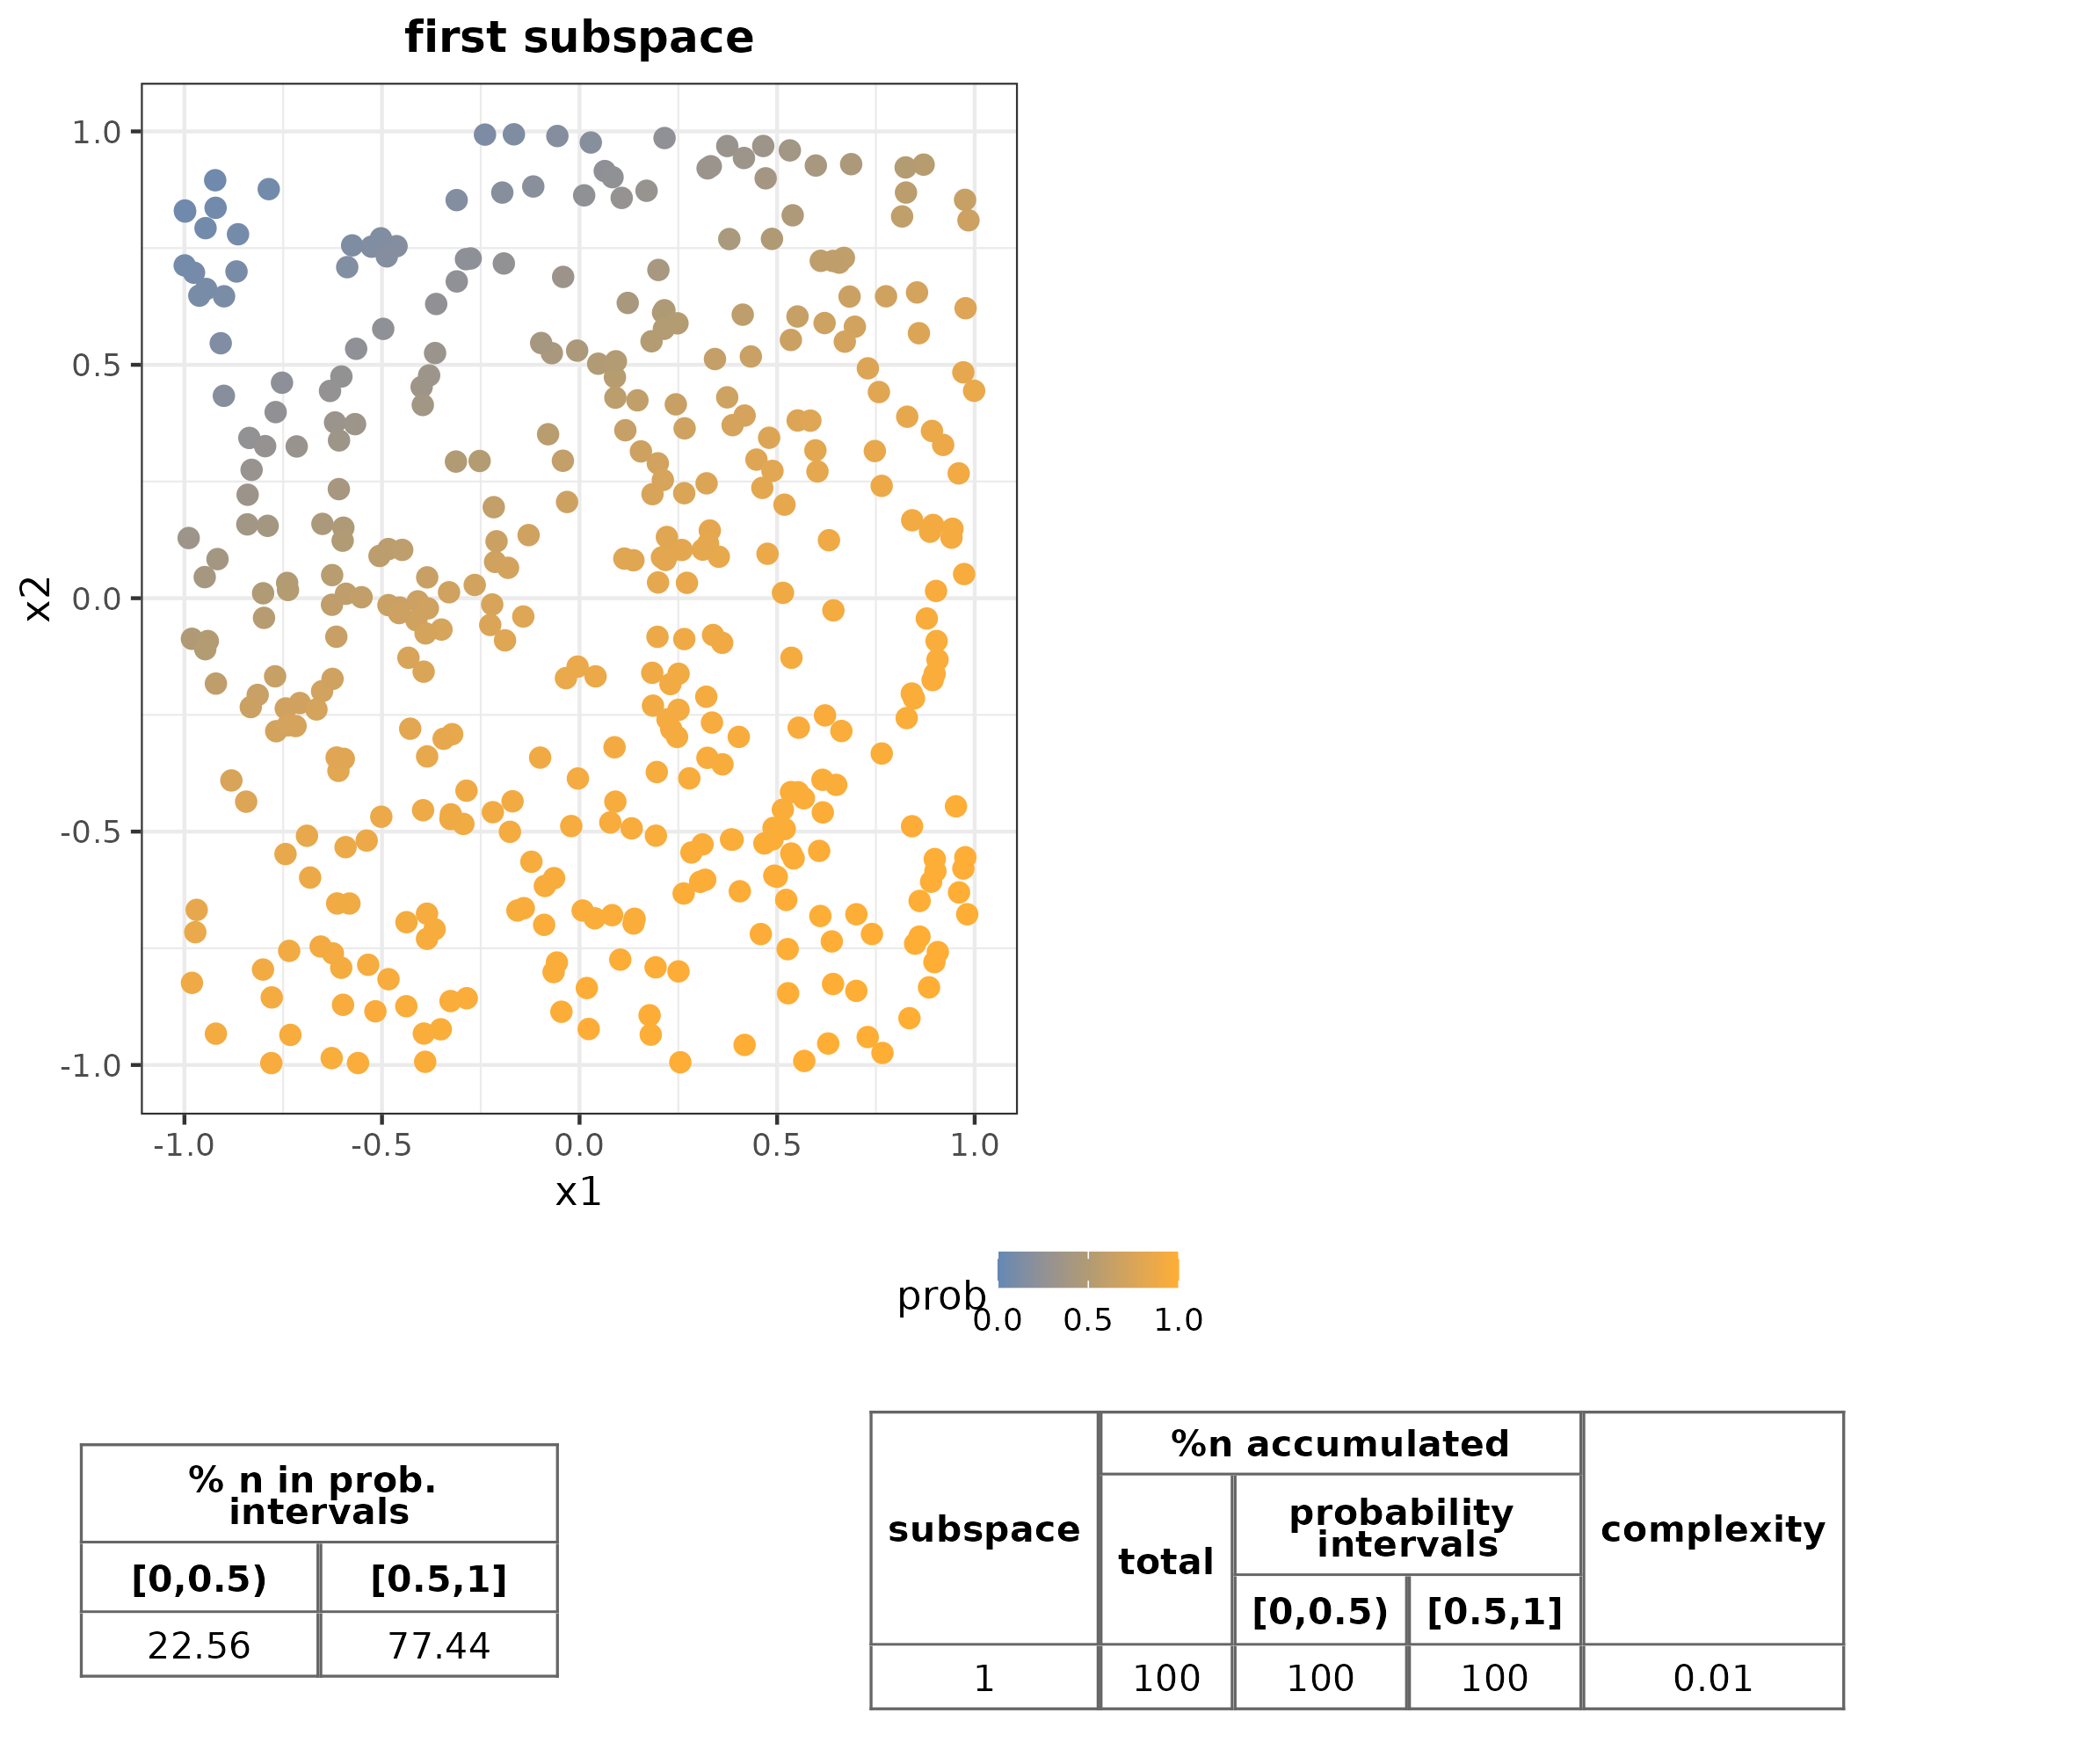 first subspace
1.0
0.5
0.0
-0.5
-1.0
x2
-1.0 -0.5 0.0 0.5 1.0
x1
prob
0.0 0.5 1.0
% n in prob.
intervals
[0,0.5) [0.5,1]
22.56 77.44
%n accumulated
subspace
total
probability
intervals
complexity
[0,0.5) [0.5,1]
1 100 100 100 0.01